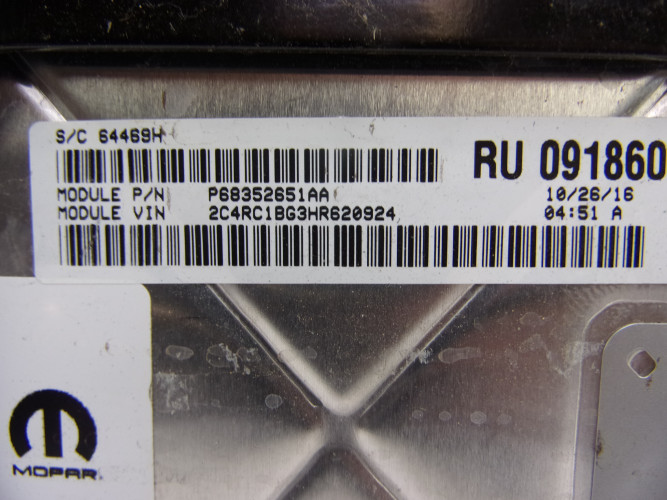 S/C 64469H
RU 091860
MODULE P/N P68352651AA 10/26/16
MODULE VIN 2C4RC1BG3HR620924 04:51 A
MOPAR